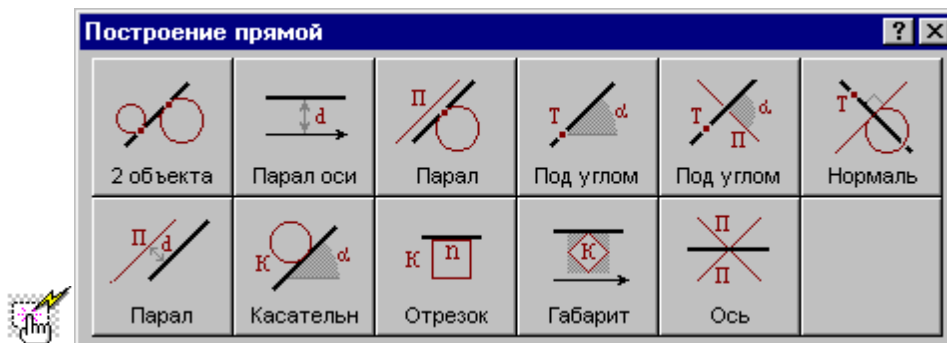 Построение прямой
П
d
T
α
T
α
П
T
2 объекта
Парал оси
Парал
Под углом
Под углом
Нормаль
П
d
К
α
К
n
К
П
П
Парал
Касательн
Отрезок
Габарит
Ось